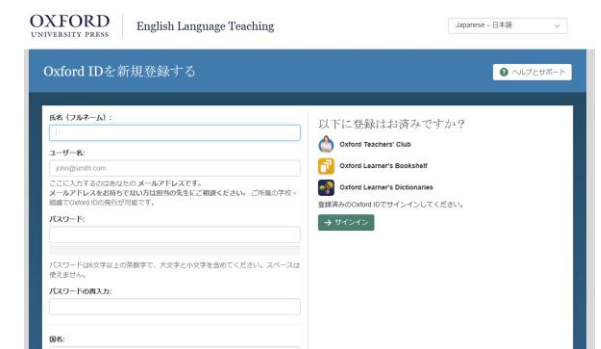 OXFORD
UNIVERSITY PRESS
English Language Teaching
Japanese – 日本語
Oxford IDを新規登録する
ヘルプとサポート
氏名（フルネーム）:
ユーザー名:
john@smith.com
ここに入力するのはあなたの メールアドレスです。
メールアドレスをお持ちでない方は担当の先生にご相談ください。 ご所属の学校・
組織でOxford IDの発行が可能です。
パスワード:
パスワードは6文字以上の英数字で、大文字と小文字を含めてください。スペースは
使えません。
パスワードの再入力:
国名:
以下に登録はお済みですか？
Oxford Teachers' Club
Oxford Learner's Bookshelf
Oxford Learner's Dictionaries
登録済みのOxford IDでサインインしてください。
サインイン